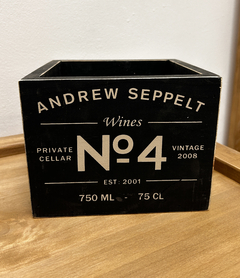 ANDREW SEPPELT
Wines
PRIVATE CELLAR
Nº4
VINTAGE 2008
EST. 2001
750 ML - 75 CL